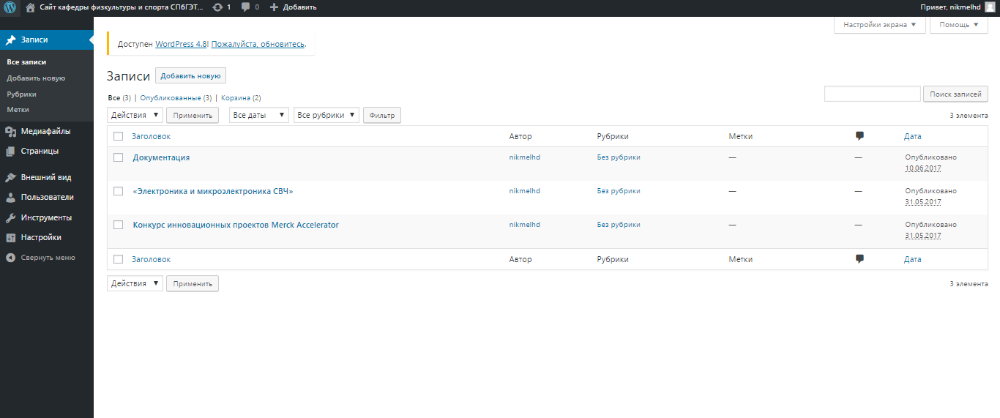 Сайт кафедры физкультуры и спорта СПбГЭТ... 1 0 Добавить Привет, nikmelhd
Настройки экрана Помощь
Записи
Все записи
Добавить новую
Рубрики
Метки
Медиафайлы
Страницы
Внешний вид
Пользователи
Инструменты
Настройки
Свернуть меню
Доступен WordPress 4.8! Пожалуйста, обновитесь.
Записи Добавить новую
Все (3) | Опубликованные (3) | Корзина (2)
Поиск записей
Действия Применить Все даты Все рубрики Фильтр 3 элемента
Заголовок Автор Рубрики Метки Дата
Документация nikmelhd Без рубрики — — Опубликовано
10.06.2017
«Электроника и микроэлектроника СВЧ» nikmelhd Без рубрики — — Опубликовано
31.05.2017
Конкурс инновационных проектов Merck Accelerator nikmelhd Без рубрики — — Опубликовано
31.05.2017
Заголовок Автор Рубрики Метки Дата
Действия Применить 3 элемента